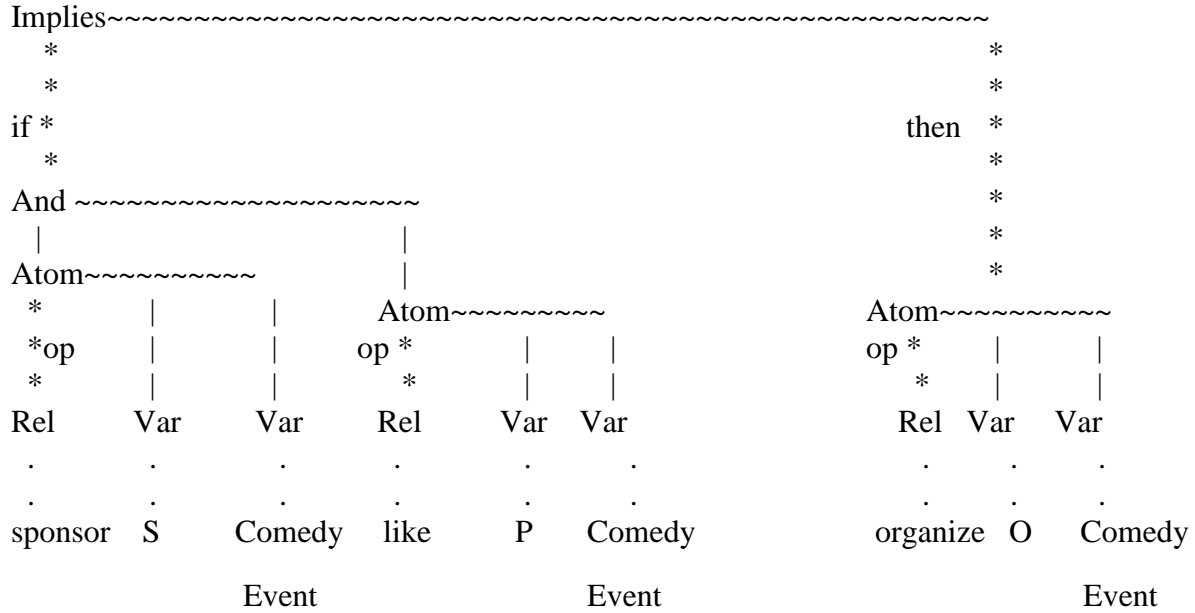 Implies~~~~~~~~~~~~~~~~~~~~~~~~~~~~~~~~~~~~~~~~~~~~~~~~~~~
* *
* *
if * then *
* *
And ~~~~~~~~~~~~~~~~~~~~ *
| | *
Atom~~~~~~~~~~ | *
* | | Atom~~~~~~~~~ Atom~~~~~~~~~~
*op | | op * | | op * | |
* | | * | | * | |
Rel Var Var Rel Var Var Rel Var Var
. . . . . . . . .
. . . . . . . . .
sponsor S Comedy like P Comedy organize O Comedy
Event Event Event